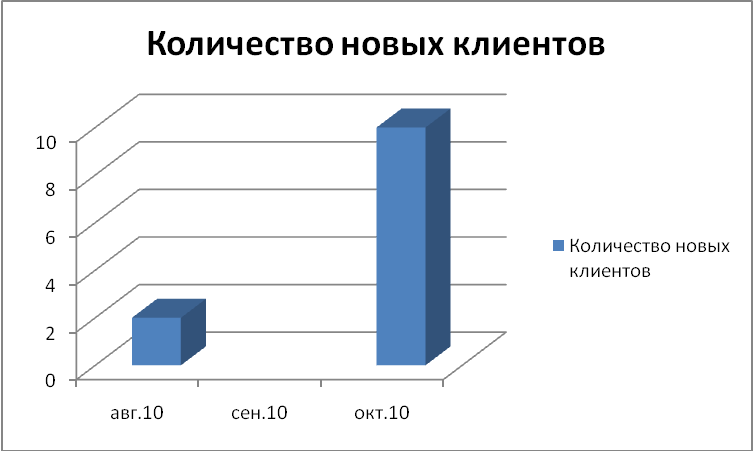 Количество новых клиентов
10
8
6
4
2
0
авг.10 сен.10 окт.10
Количество новых
клиентов